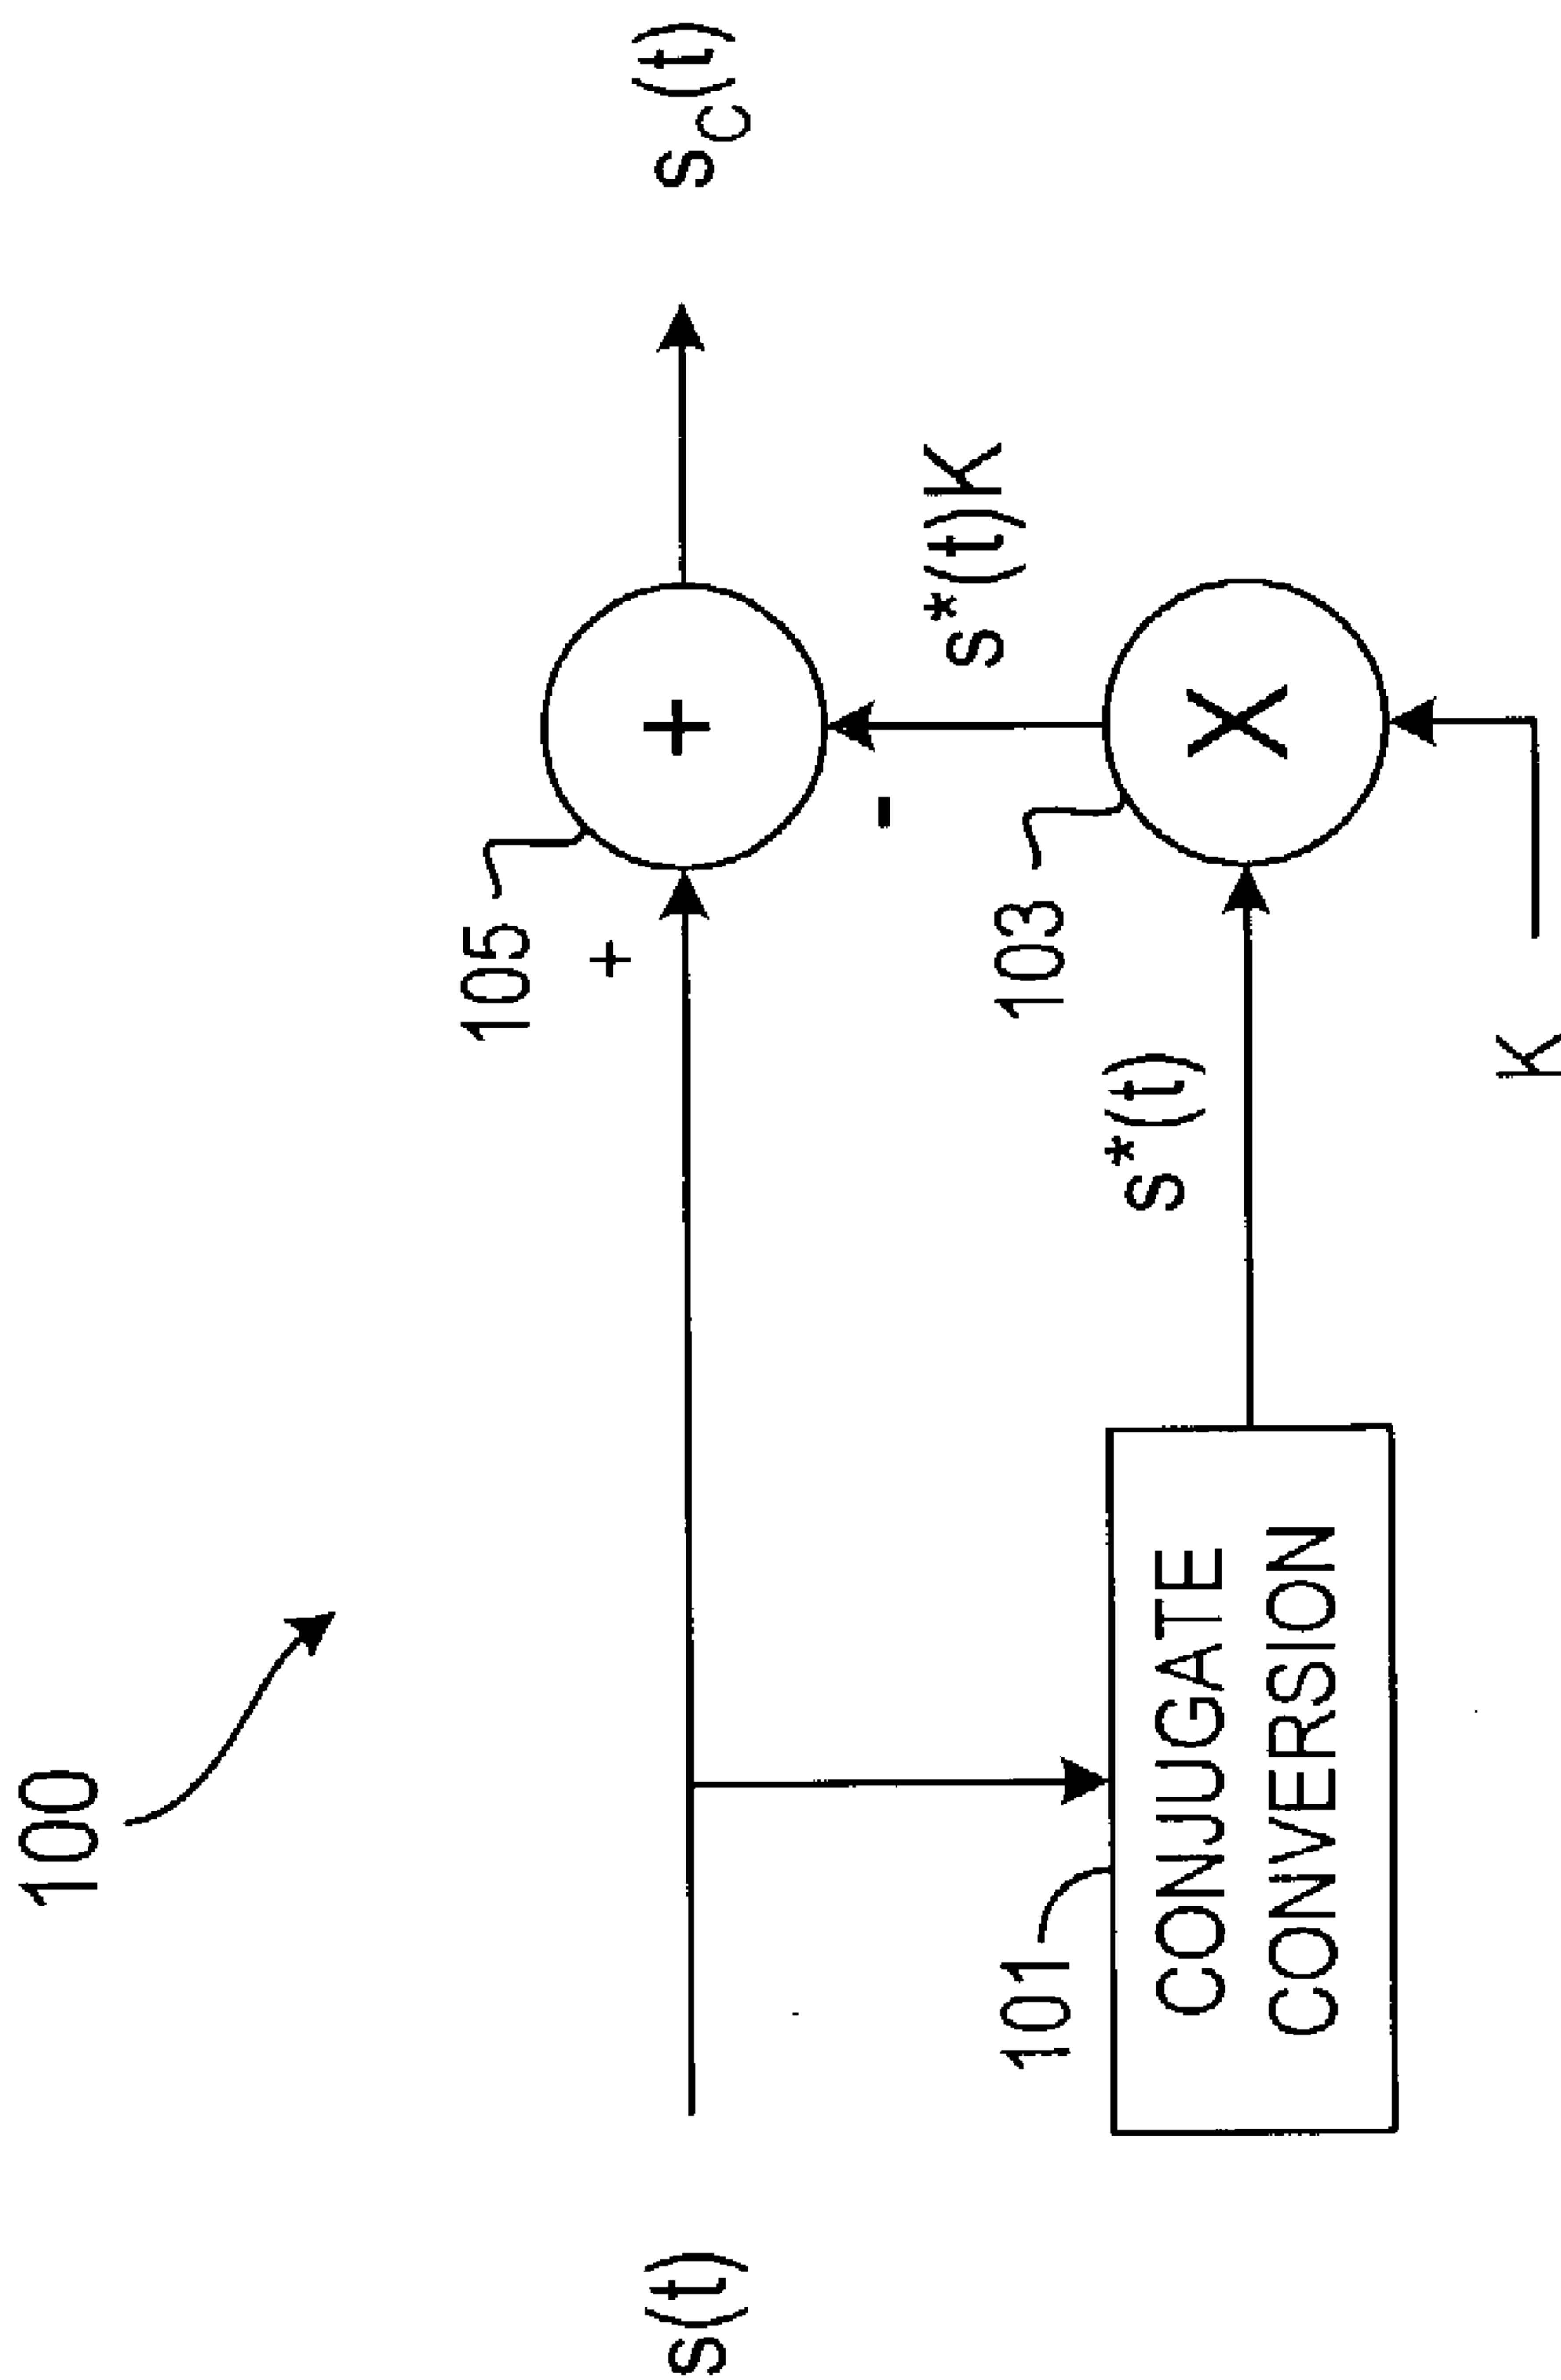 100
s(t)
105
+
+
s_C(t)
-
s*(t)K
101
CONJUGATE
CONVERSION
s*(t)
103
X
K